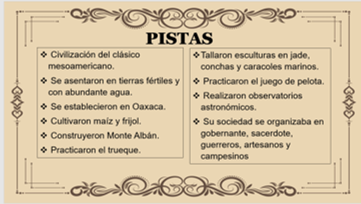 PISTAS
❖ Civilización del clásico
mesoamericano.
❖ Se asentaron en tierras fértiles y
con abundante agua.
❖ Se establecieron en Oaxaca.
❖ Cultivaron maíz y frijol.
❖ Construyeron Monte Albán.
❖ Practicaron el trueque.
❖ Tallaron esculturas en jade,
conchas y caracoles marinos.
❖ Practicaron el juego de pelota.
❖ Realizaron observatorios
astronómicos.
❖ Su sociedad se organizaba en
gobernante, sacerdote,
guerreros, artesanos y
campesinos